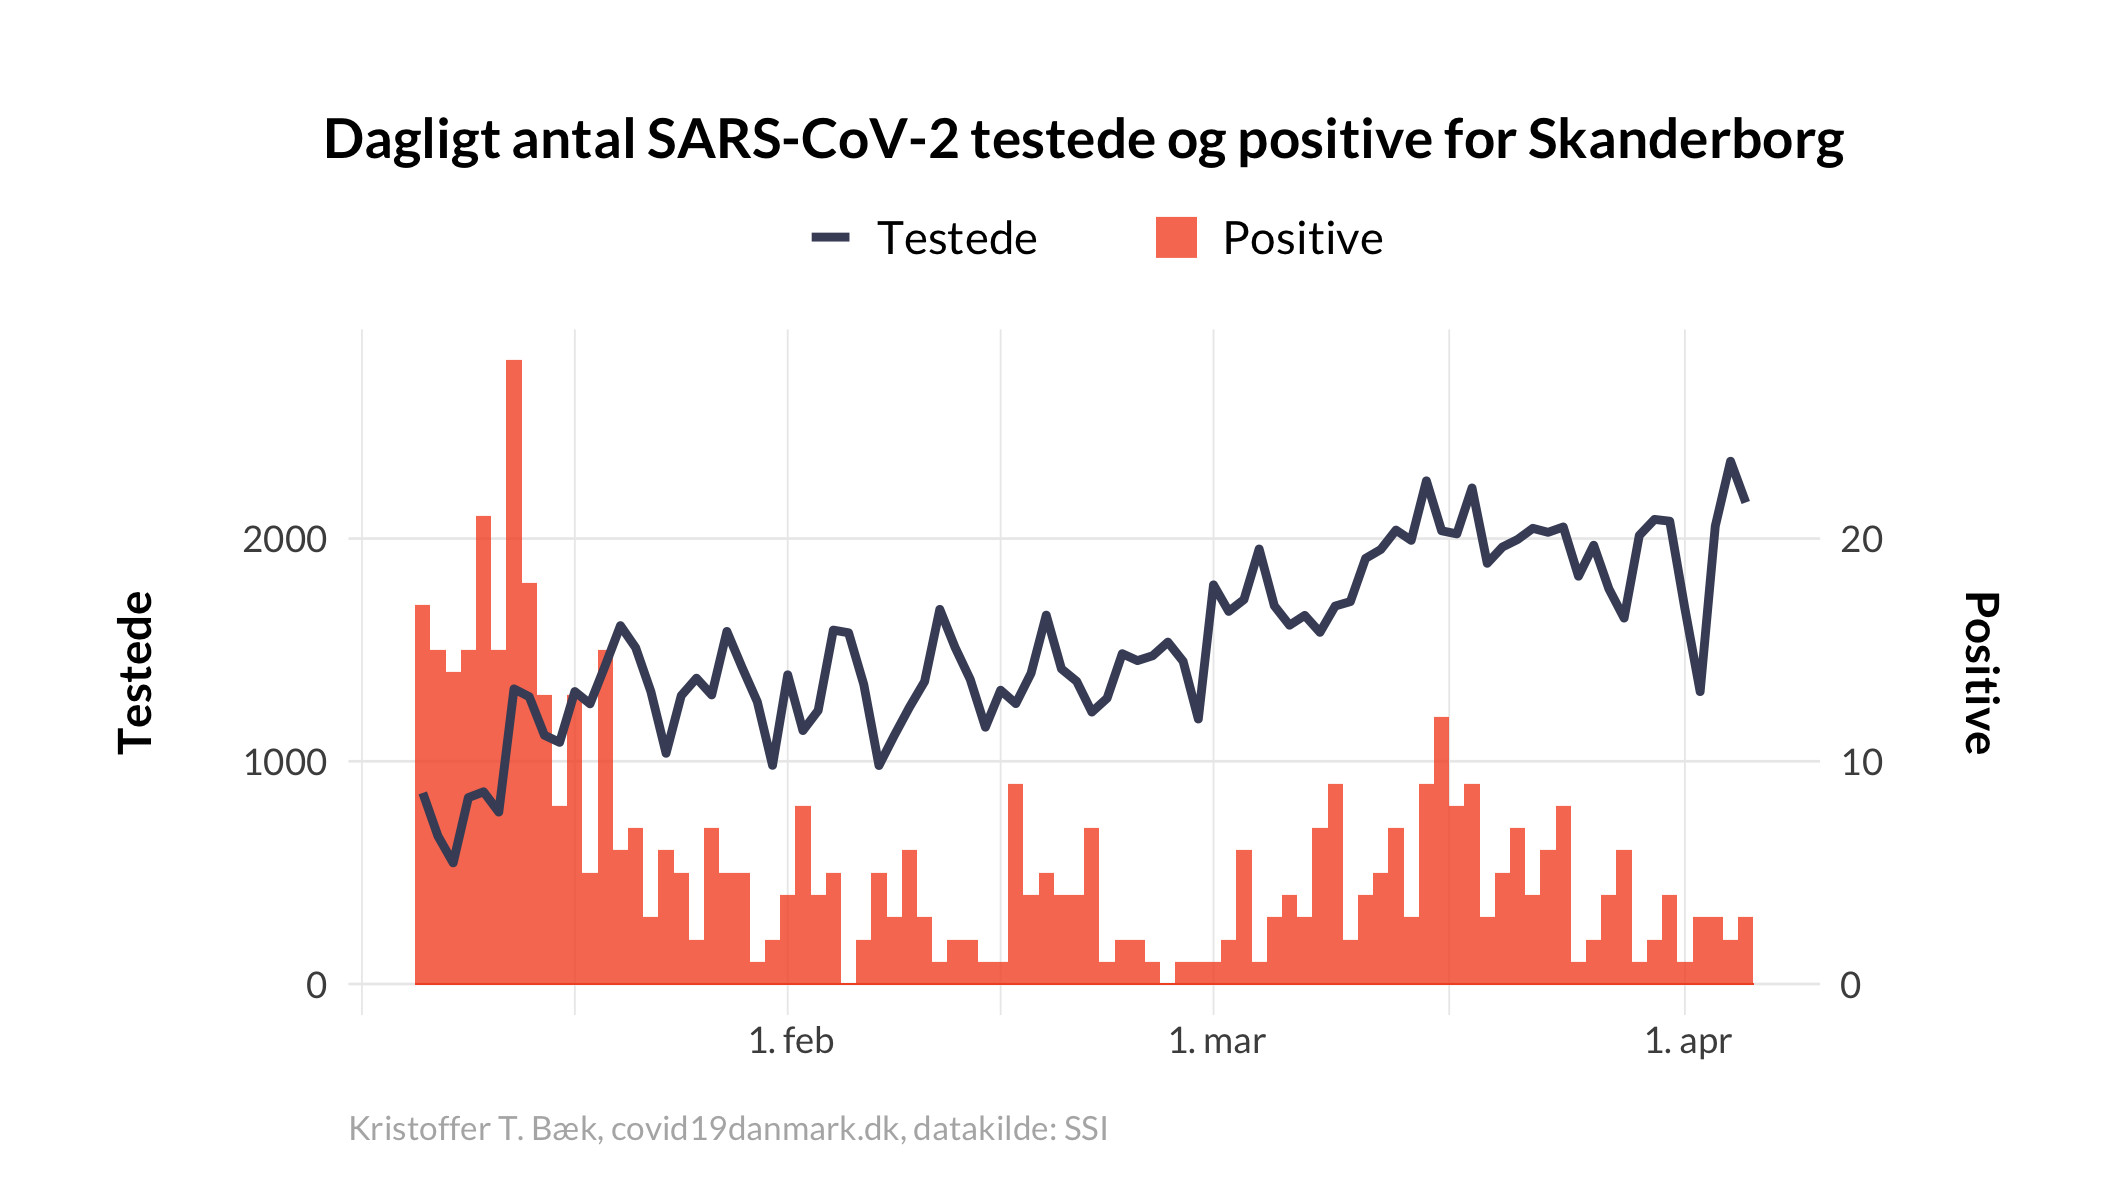 Dagligt antal SARS-CoV-2 testede og positive for Skanderborg
Testede
Positive
Testede
2000
1000
0
20
10
0
Positive
1. feb
1. mar
1. apr
Kristoffer T. Bæk, covid19danmark.dk, datakilde: SSI